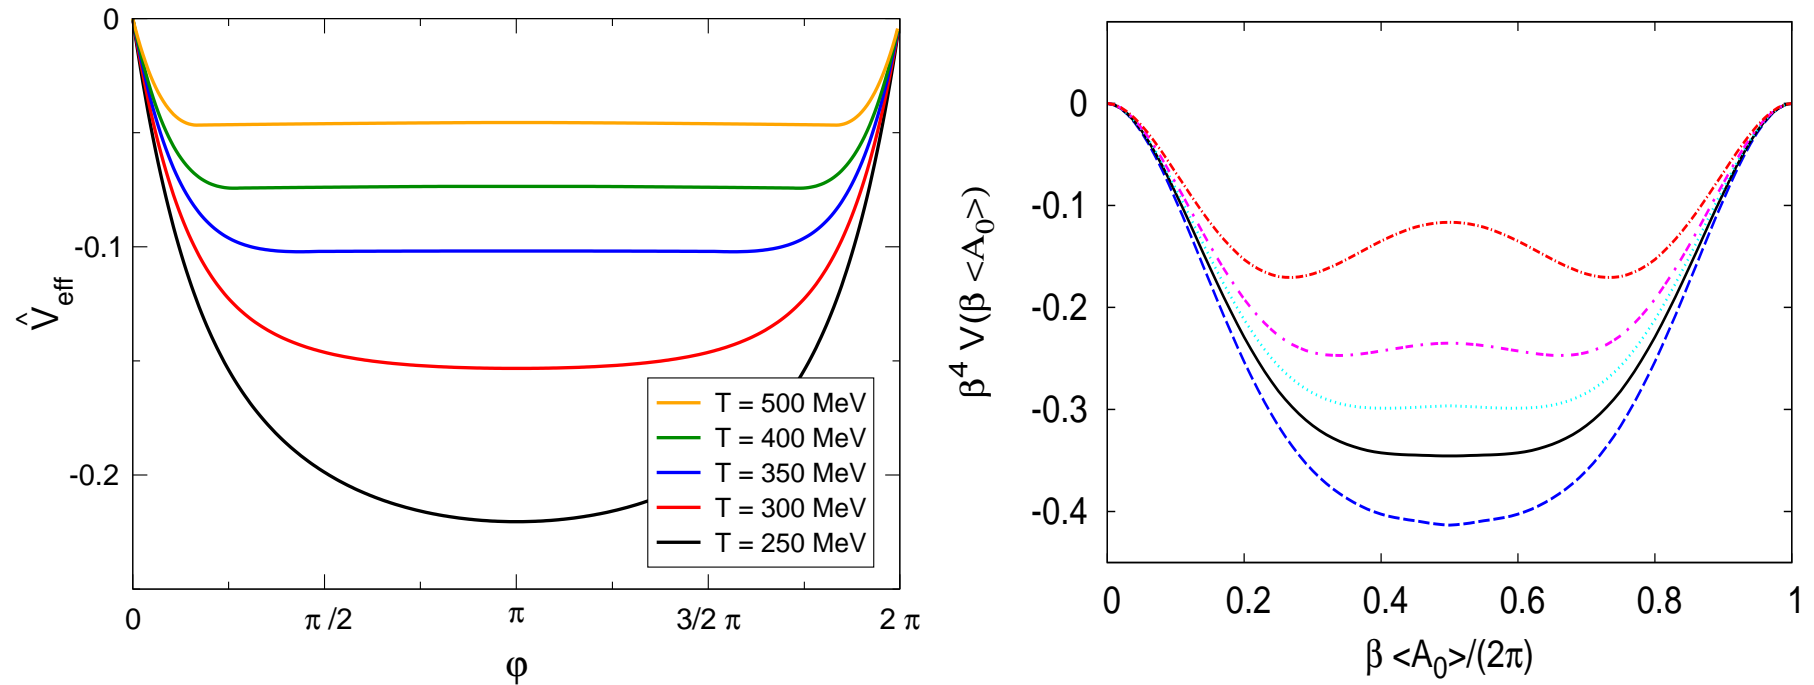 0
-0.1
-0.2
V̂eff
T = 500 MeV
T = 400 MeV
T = 350 MeV
T = 300 MeV
T = 250 MeV
0
π /2
π
3/2 π
2 π
φ
0
-0.1
-0.2
-0.3
-0.4
β⁴ V(β <A₀>)
0
0.2
0.4
0.6
0.8
1
β <A₀>/(2π)